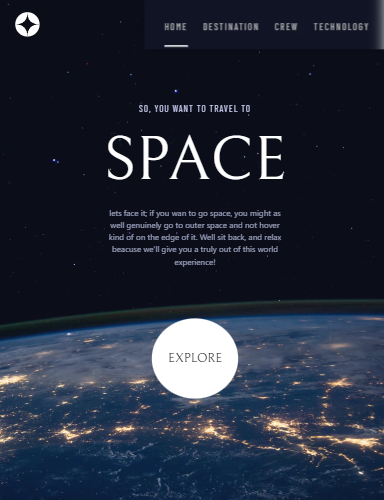 HOME DESTINATION CREW TECHNOLOGY
SO, YOU WANT TO TRAVEL TO
SPACE
lets face it; if you wan to go space, you might as
well genuinely go to outer space and not hover
kind of on the edge of it. Well sit back, and relax
beacuse we'll give you a truly out of this world
experience!
EXPLORE